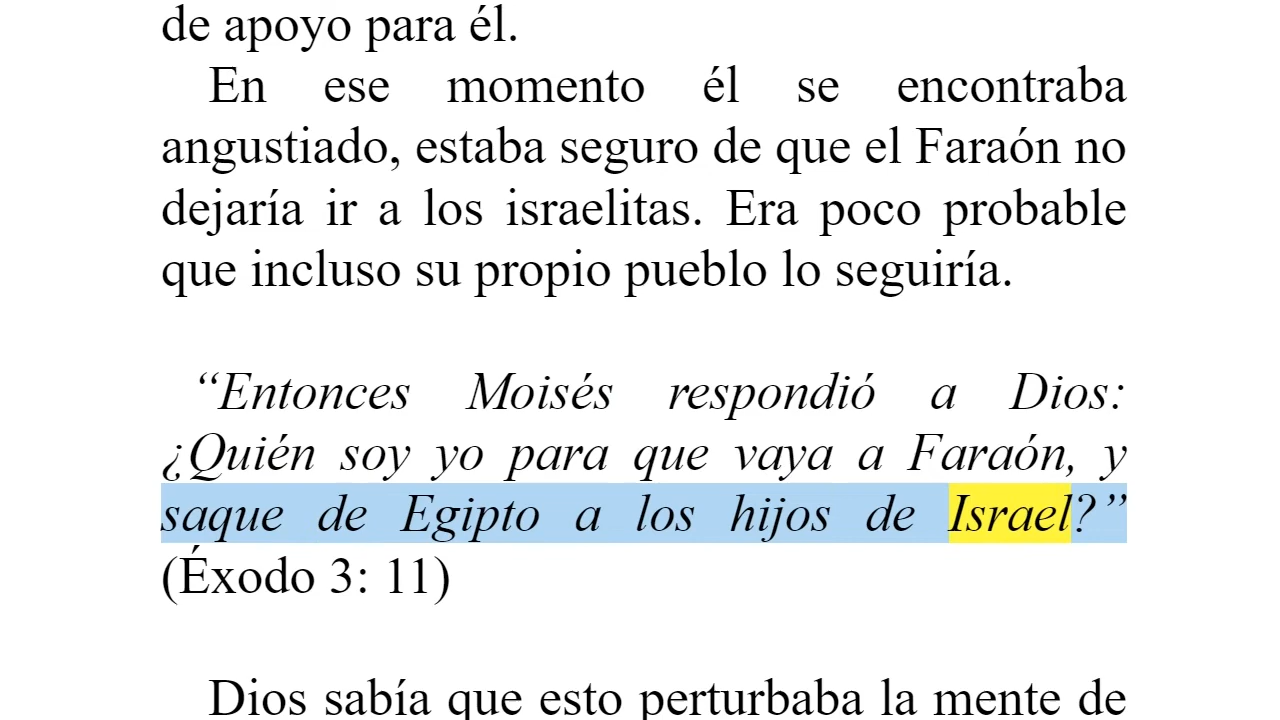 de apoyo para él.
En ese momento él se encontraba
angustiado, estaba seguro de que el Faraón no
dejaría ir a los israelitas. Era poco probable
que incluso su propio pueblo lo seguiría.
“Entonces Moisés respondió a Dios:
¿Quién soy yo para que vaya a Faraón, y
saque de Egipto a los hijos de Israel?”
(Éxodo 3: 11)
Dios sabía que esto perturbaba la mente de